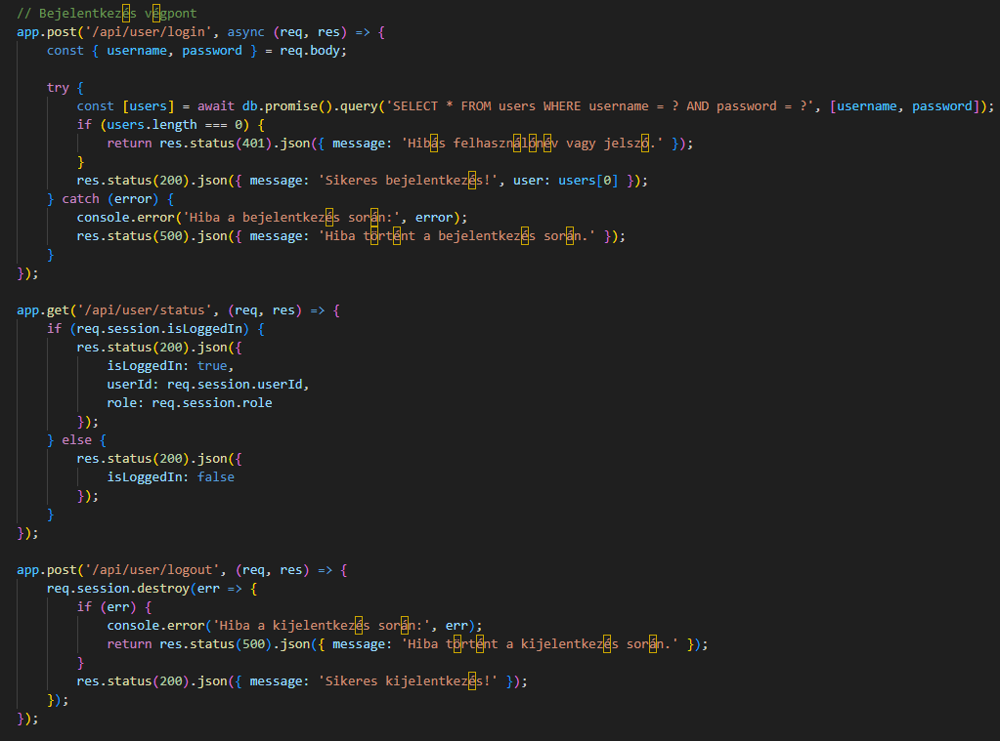 // Bejelentkezés végpont
app.post('/api/user/login', async (req, res) => {
    const { username, password } = req.body;

    try {
        const [users] = await db.promise().query('SELECT * FROM users WHERE username = ? AND password = ?', [username, password]);
        if (users.length === 0) {
            return res.status(401).json({ message: 'Hibás felhasználónév vagy jelszó.' });
        }
        res.status(200).json({ message: 'Sikeres bejelentkezés!', user: users[0] });
    } catch (error) {
        console.error('Hiba a bejelentkezés során:', error);
        res.status(500).json({ message: 'Hiba történt a bejelentkezés során.' });
    }
});

app.get('/api/user/status', (req, res) => {
    if (req.session.isLoggedIn) {
        res.status(200).json({
            isLoggedIn: true,
            userId: req.session.userId,
            role: req.session.role
        });
    } else {
        res.status(200).json({
            isLoggedIn: false
        });
    }
});

app.post('/api/user/logout', (req, res) => {
    req.session.destroy(err => {
        if (err) {
            console.error('Hiba a kijelentkezés során:', err);
            return res.status(500).json({ message: 'Hiba történt a kijelentkezés során.' });
        }
        res.status(200).json({ message: 'Sikeres kijelentkezés!' });
    });
});